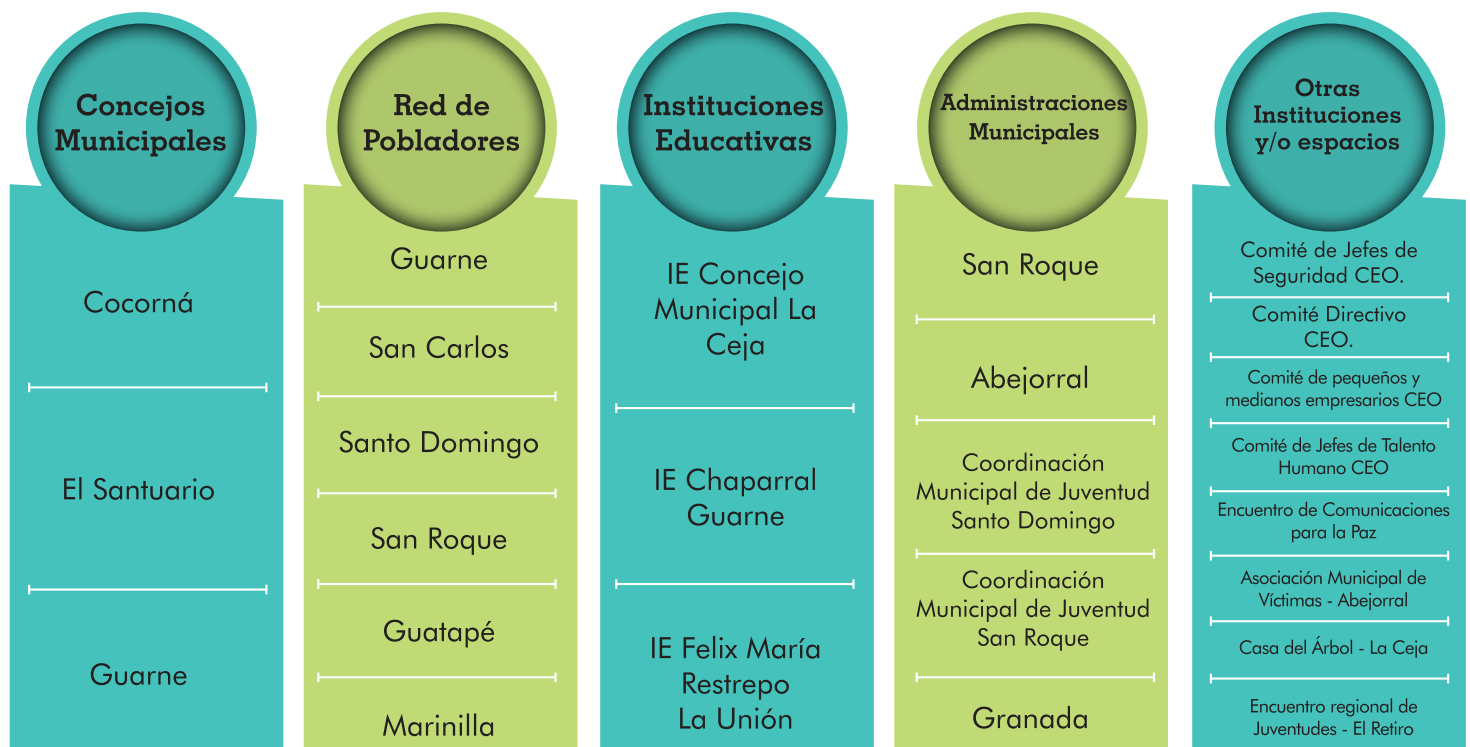 Concejos
Municipales
Cocorná
El Santuario
Guarne
Red de
Pobladores
Guarne
San Carlos
Santo Domingo
San Roque
Guatapé
Marinilla
Instituciones
Educativas
IE Concejo
Municipal La
Ceja
IE Chaparral
Guarne
IE Felix María
Restrepo
La Unión
Administraciones
Municipales
San Roque
Abejorral
Coordinación
Municipal de Juventud
Santo Domingo
Coordinación
Municipal de Juventud
San Roque
Granada
Otras
Instituciones
y/o espacios
Comité de Jefes de
Seguridad CEO.
Comité Directivo
CEO.
Comité de pequeños y
medianos empresarios CEO
Comité de Jefes de Talento
Humano CEO
Encuentro de Comunicaciones
para la Paz
Asociación Municipal de
Víctimas - Abejorral
Casa del Árbol - La Ceja
Encuentro regional de
Juventudes - El Retiro